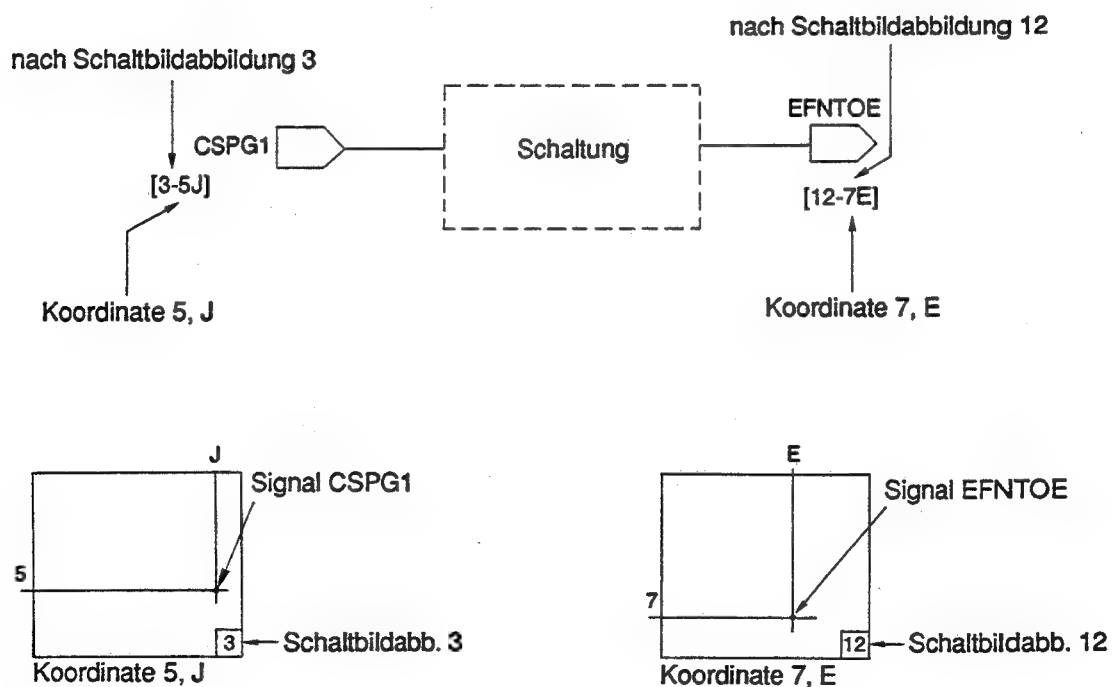 nach Schaltbildabbildung 3
nach Schaltbildabbildung 12
CSPG1
Schaltung
EFNTOE
[3-5J]
[12-7E]
Koordinate 5, J
Koordinate 7, E
J
Signal CSPG1
5
3
Schaltbildabb. 3
Koordinate 5, J
E
Signal EFNTOE
7
12
Schaltbildabb. 12
Koordinate 7, E